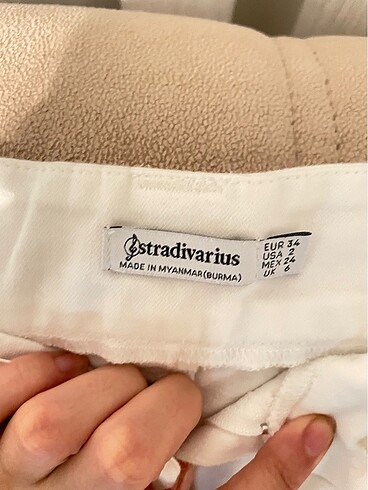 stradivarius
MADE IN MYANMAR(BURMA)
EUR 34
USA 2
MEX 24
UK 6